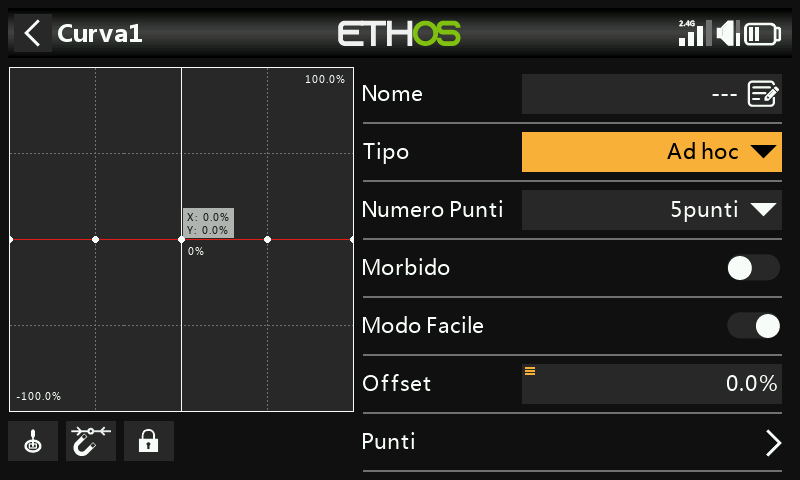 Curva1
ETHOS
2.4G
100.0%
X: 0.0%
Y: 0.0%
0%
-100.0%
Nome ---
Tipo Ad hoc
Numero Punti 5punti
Morbido
Modo Facile
Offset 0.0%
Punti